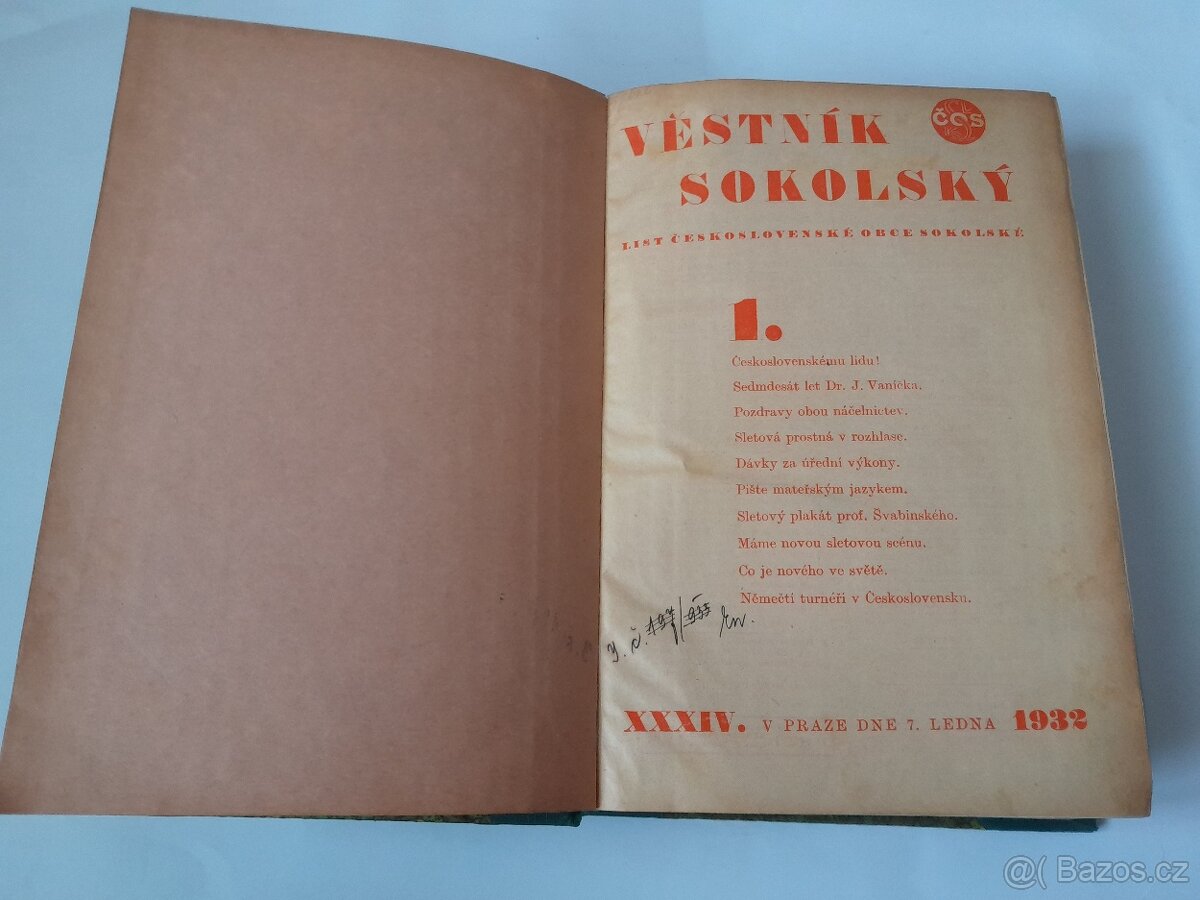 VĚSTNÍK
ČOS
SOKOLSKÝ
LIST ČESKOSLOVENSKÉ OBCE SOKOLSKÉ
1.
Československému lidu!
Sedmdesát let Dr. J. Vaníčka.
Pozdravy obou náčelnictev.
Sletová prostná v rozhlase.
Dávky za úřední výkony.
Pište mateřským jazykem.
Sletový plakát prof. Švabinského.
Máme novou sletovou scénu.
Co je nového ve světě.
Němečtí turnéři v Československu.
XXXIV. V PRAZE DNE 7. LEDNA 1932
@( Bazos.cz